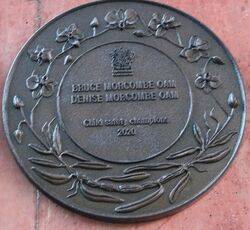 BRUCE MORCOMBE OAM
DENISE MORCOMBE OAM
Child safety champions
2020